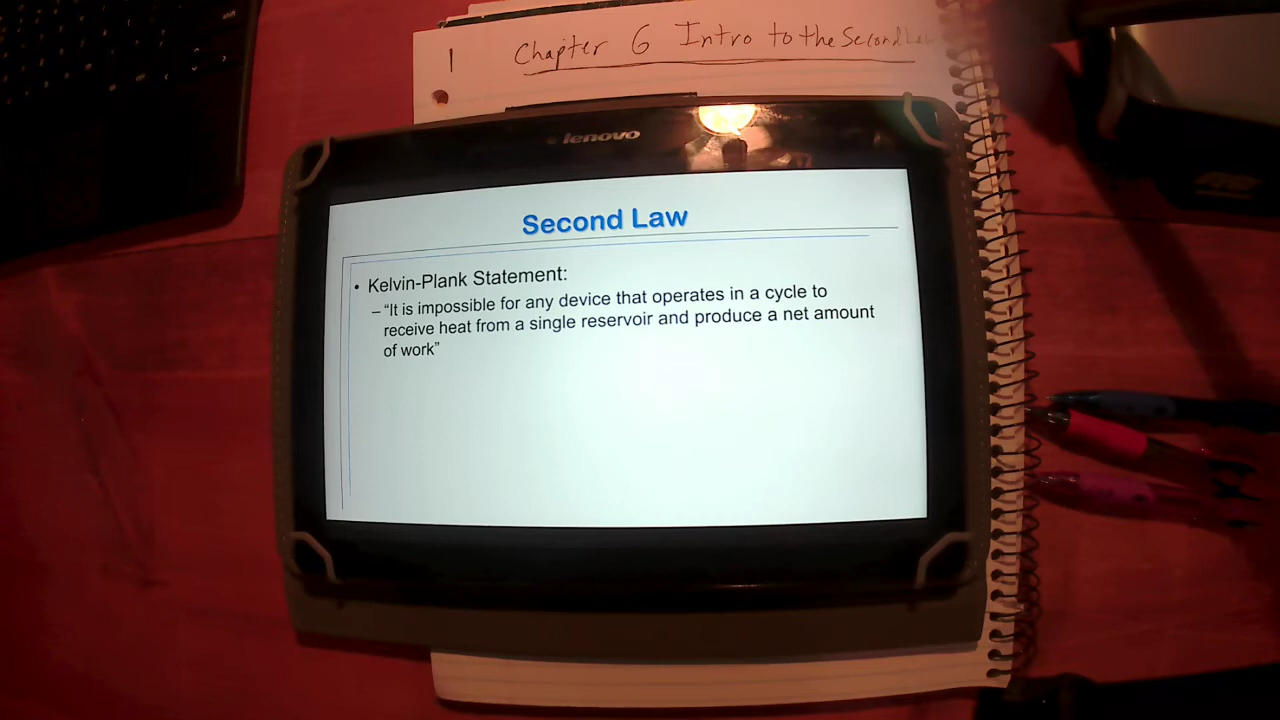 1 Chapter 6 Intro to the Second Law
lenovo
Second Law
• Kelvin-Plank Statement:
– “It is impossible for any device that operates in a cycle to
receive heat from a single reservoir and produce a net amount
of work”